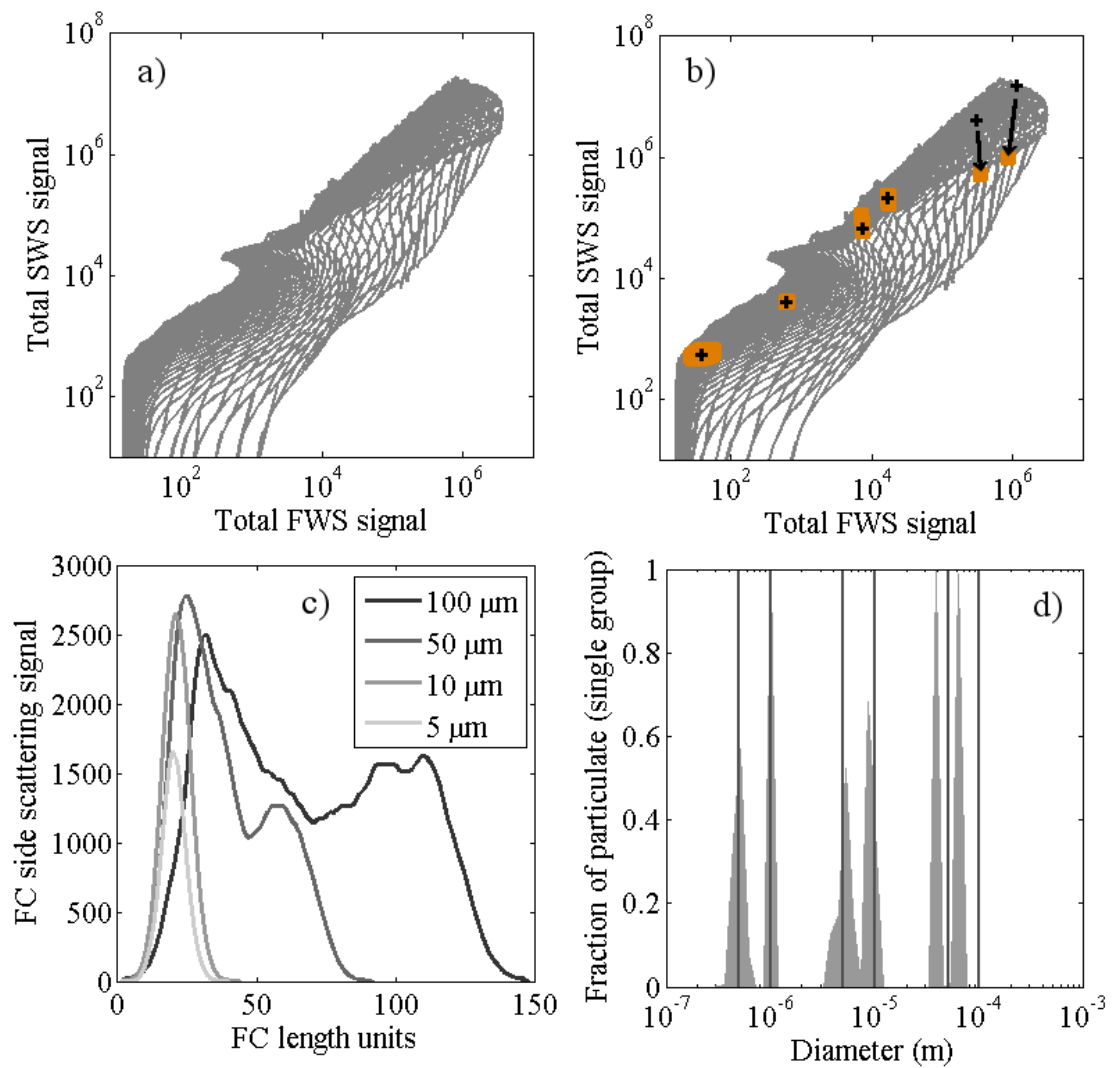 a)
10^8
10^6
10^4
10^2
Total SWS signal
10^2 10^4 10^6
Total FWS signal
b)
10^8
10^6
10^4
10^2
Total SWS signal
10^2 10^4 10^6
Total FWS signal
c)
3000
2500
2000
1500
1000
500
0
FC side scattering signal
100 μm
50 μm
10 μm
5 μm
0 50 100 150
FC length units
d)
1
0.8
0.6
0.4
0.2
0
Fraction of particulate (single group)
10^-7 10^-6 10^-5 10^-4 10^-3
Diameter (m)